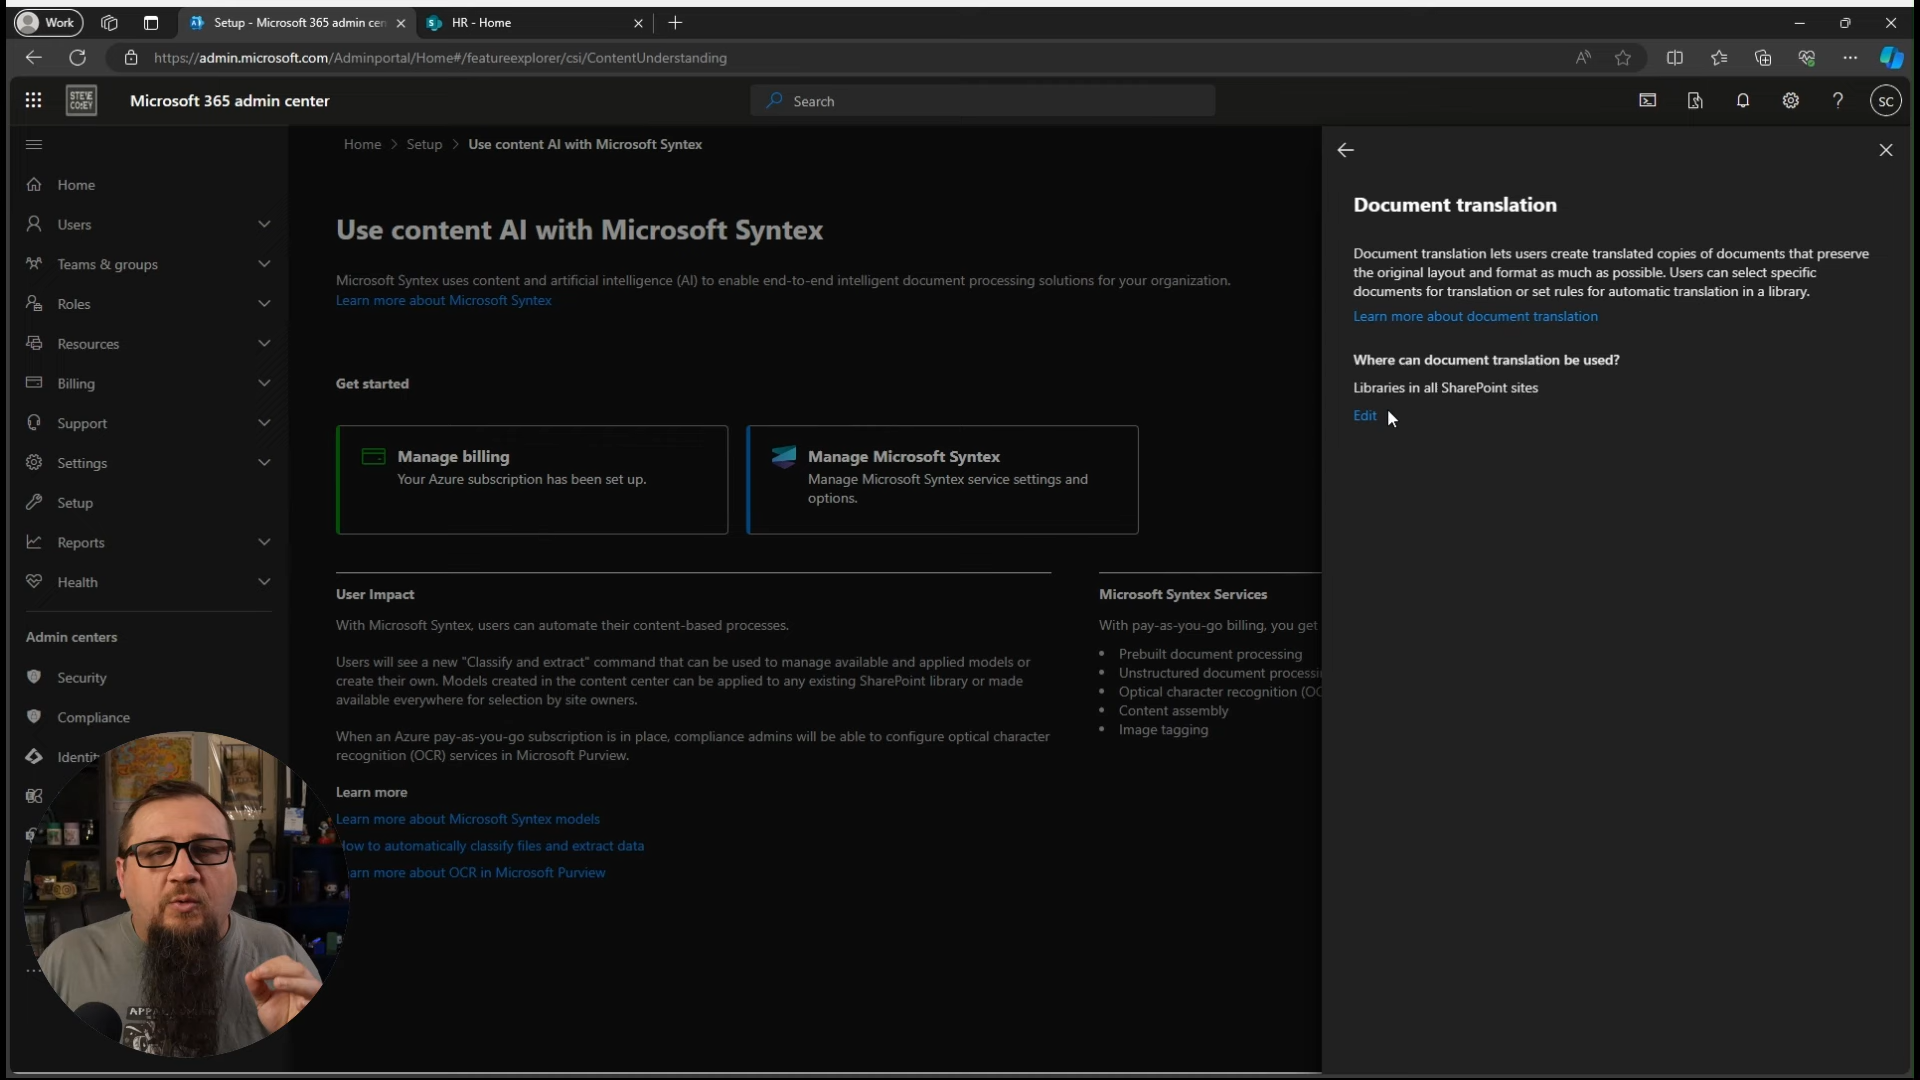 Work
Setup - Microsoft 365 admin cen
HR - Home
https://admin.microsoft.com/Adminportal/Home#/featureexplorer/csi/ContentUnderstanding
STEVE
COREY
Microsoft 365 admin center
Search
SC
Home
Users
Teams & groups
Roles
Resources
Billing
Support
Settings
Setup
Reports
Health
Admin centers
Security
Compliance
Identit
Home > Setup > Use content AI with Microsoft Syntex
Use content AI with Microsoft Syntex
Microsoft Syntex uses content and artificial intelligence (AI) to enable end-to-end intelligent document processing solutions for your organization.
Learn more about Microsoft Syntex
Get started
Manage billing
Your Azure subscription has been set up.
Manage Microsoft Syntex
Manage Microsoft Syntex service settings and
options.
User Impact
With Microsoft Syntex, users can automate their content-based processes.
Users will see a new "Classify and extract" command that can be used to manage available and applied models or
create their own. Models created in the content center can be applied to any existing SharePoint library or made
available everywhere for selection by site owners.
When an Azure pay-as-you-go subscription is in place, compliance admins will be able to configure optical character
recognition (OCR) services in Microsoft Purview.
Learn more
Learn more about Microsoft Syntex models
How to automatically classify files and extract data
arn more about OCR in Microsoft Purview
Microsoft Syntex Services
With pay-as-you-go billing, you get
• Prebuilt document processing
• Unstructured document processi
• Optical character recognition (OC
• Content assembly
• Image tagging
Document translation
Document translation lets users create translated copies of documents that preserve
the original layout and format as much as possible. Users can select specific
documents for translation or set rules for automatic translation in a library.
Learn more about document translation
Where can document translation be used?
Libraries in all SharePoint sites
Edit